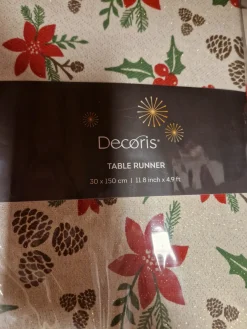 Decoris®
TABLE RUNNER
30 x 150 cm | 11.8 inch x 4.9 ft